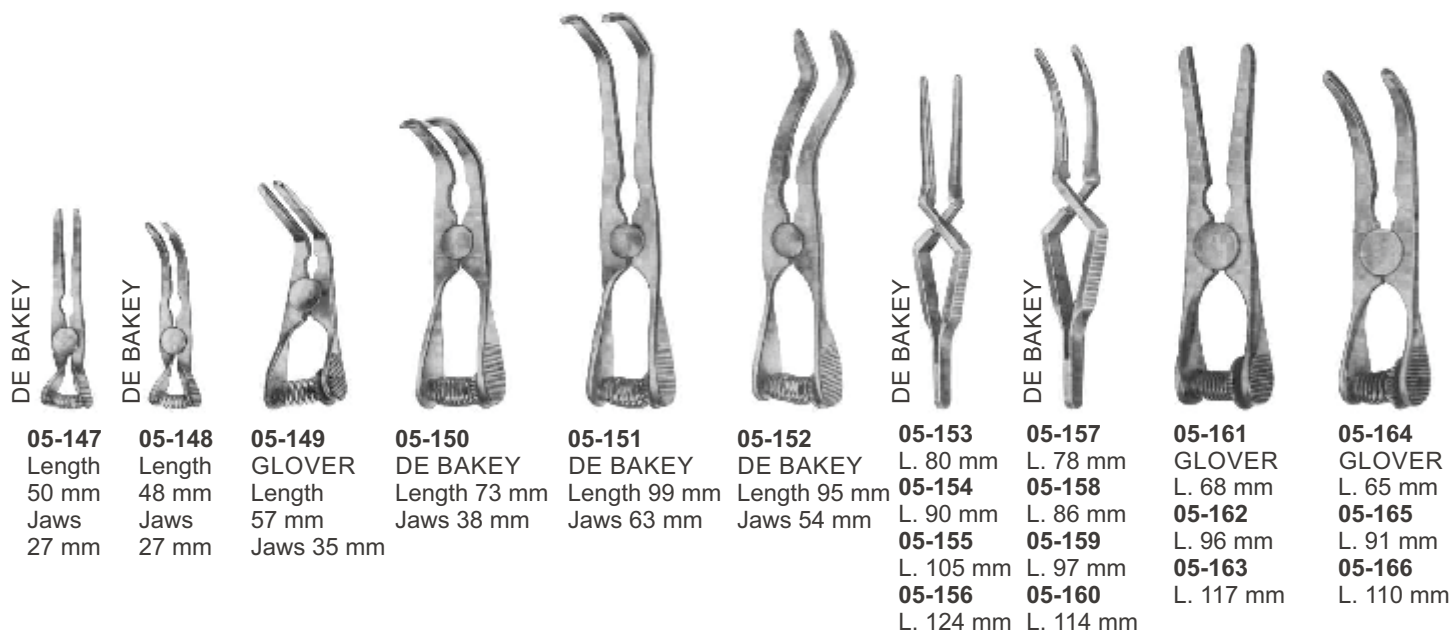 DE BAKEY
05-147
Length
50 mm
Jaws
27 mm
DE BAKEY
05-148
Length
48 mm
Jaws
27 mm
05-149
GLOVER
Length
57 mm
Jaws 35 mm
05-150
DE BAKEY
Length 73 mm
Jaws 38 mm
05-151
DE BAKEY
Length 99 mm
Jaws 63 mm
05-152
DE BAKEY
Length 95 mm
Jaws 54 mm
DE BAKEY
05-153
L. 80 mm
05-154
L. 90 mm
05-155
L. 105 mm
05-156
L. 124 mm
DE BAKEY
05-157
L. 78 mm
05-158
L. 86 mm
05-159
L. 97 mm
05-160
L. 114 mm
05-161
GLOVER
L. 68 mm
05-162
L. 96 mm
05-163
L. 117 mm
05-164
GLOVER
L. 65 mm
05-165
L. 91 mm
05-166
L. 110 mm